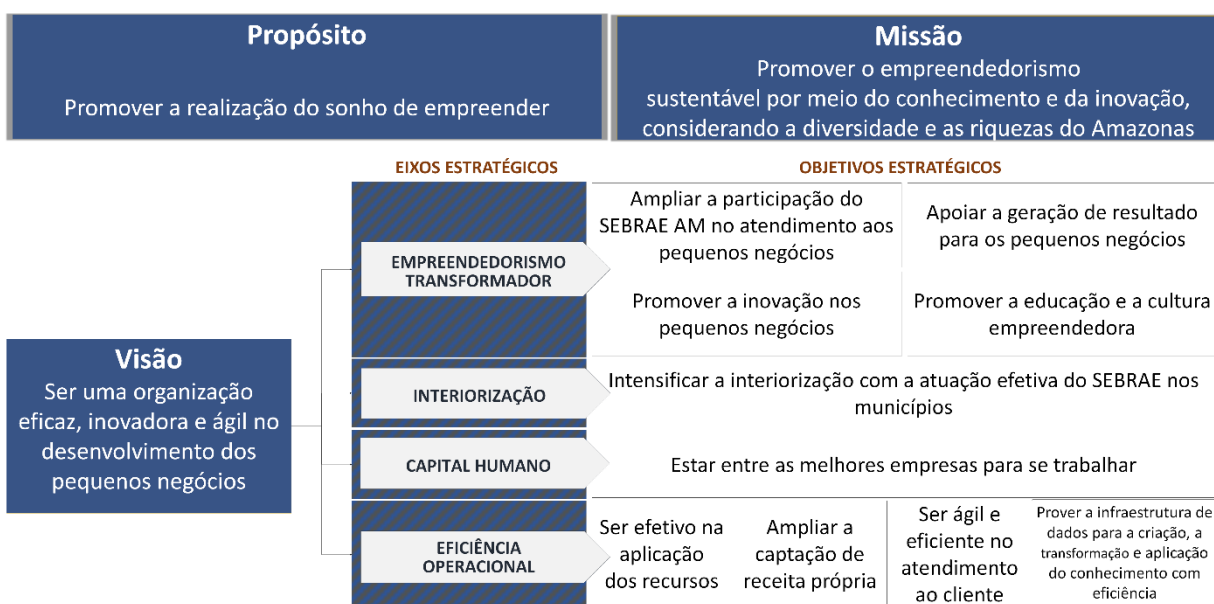 Propósito
Promover a realização do sonho de empreender
Missão
Promover o empreendedorismo
sustentável por meio do conhecimento e da inovação,
considerando a diversidade e as riquezas do Amazonas
EIXOS ESTRATÉGICOS
OBJETIVOS ESTRATÉGICOS
Visão
Ser uma organização
eficaz, inovadora e ágil no
desenvolvimento dos
pequenos negócios
EMPREENDEDORISMO
TRANSFORMADOR
Ampliar a participação do
SEBRAE AM no atendimento aos
pequenos negócios
Apoiar a geração de resultado
para os pequenos negócios
Promover a inovação nos
pequenos negócios
Promover a educação e a cultura
empreendedora
INTERIORIZAÇÃO
Intensificar a interiorização com a atuação efetiva do SEBRAE nos
municípios
CAPITAL HUMANO
Estar entre as melhores empresas para se trabalhar
EFICIÊNCIA
OPERACIONAL
Ser efetivo na
aplicação
dos recursos
Ampliar a
captação de
receita própria
Ser ágil e
eficiente no
atendimento
ao cliente
Prover a infraestrutura de
dados para a criação, a
transformação e aplicação
do conhecimento com
eficiência